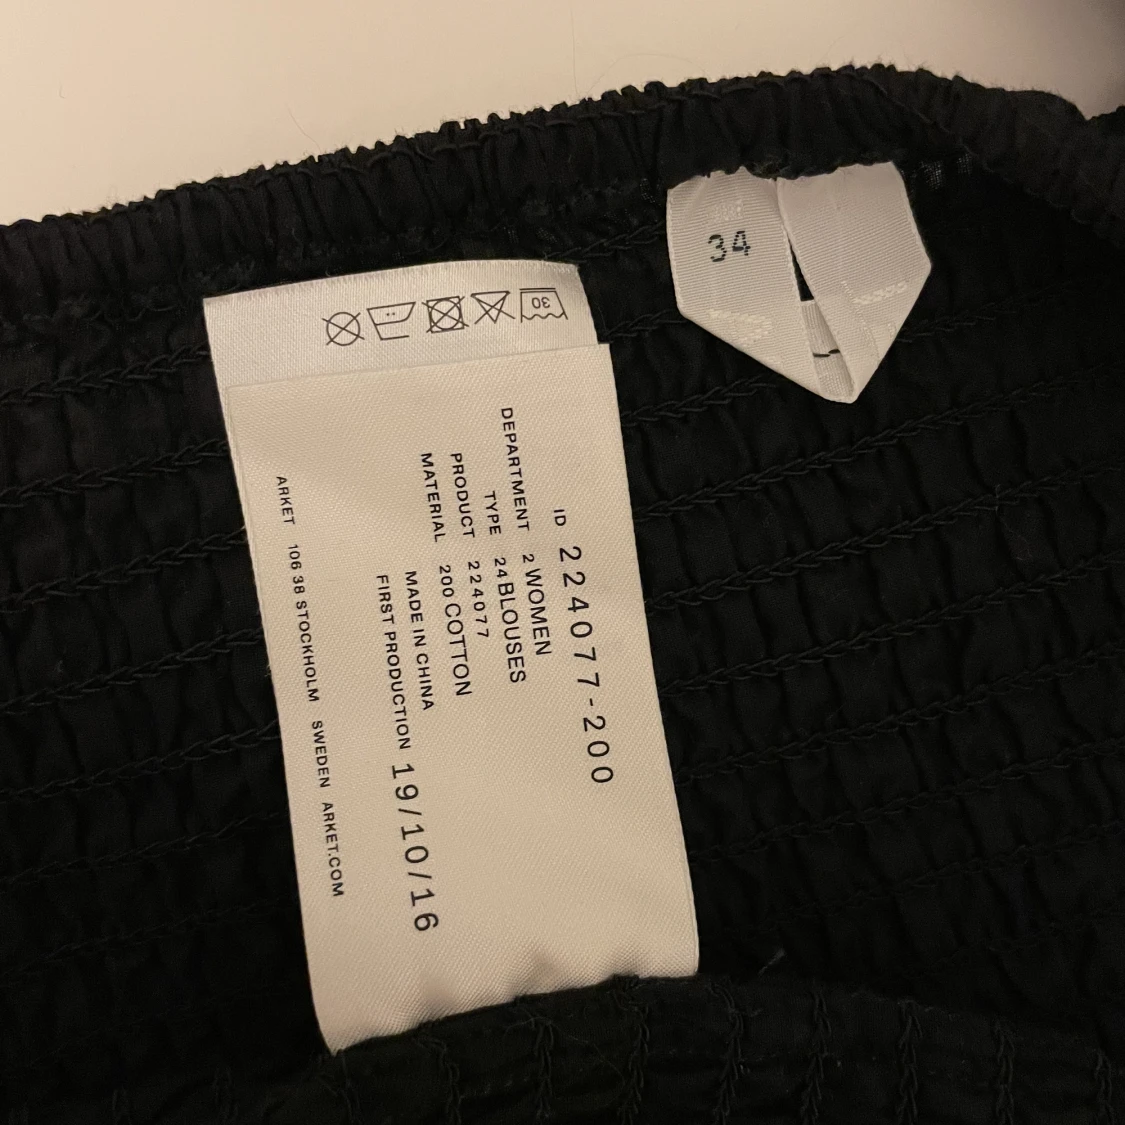 34
30
ID 224077-200
DEPARTMENT 2 WOMEN
TYPE 24 BLOUSES
PRODUCT 224077
MATERIAL 200 COTTON
MADE IN CHINA
FIRST PRODUCTION 19/10/16
ARKET 106 38 STOCKHOLM SWEDEN ARKET.COM